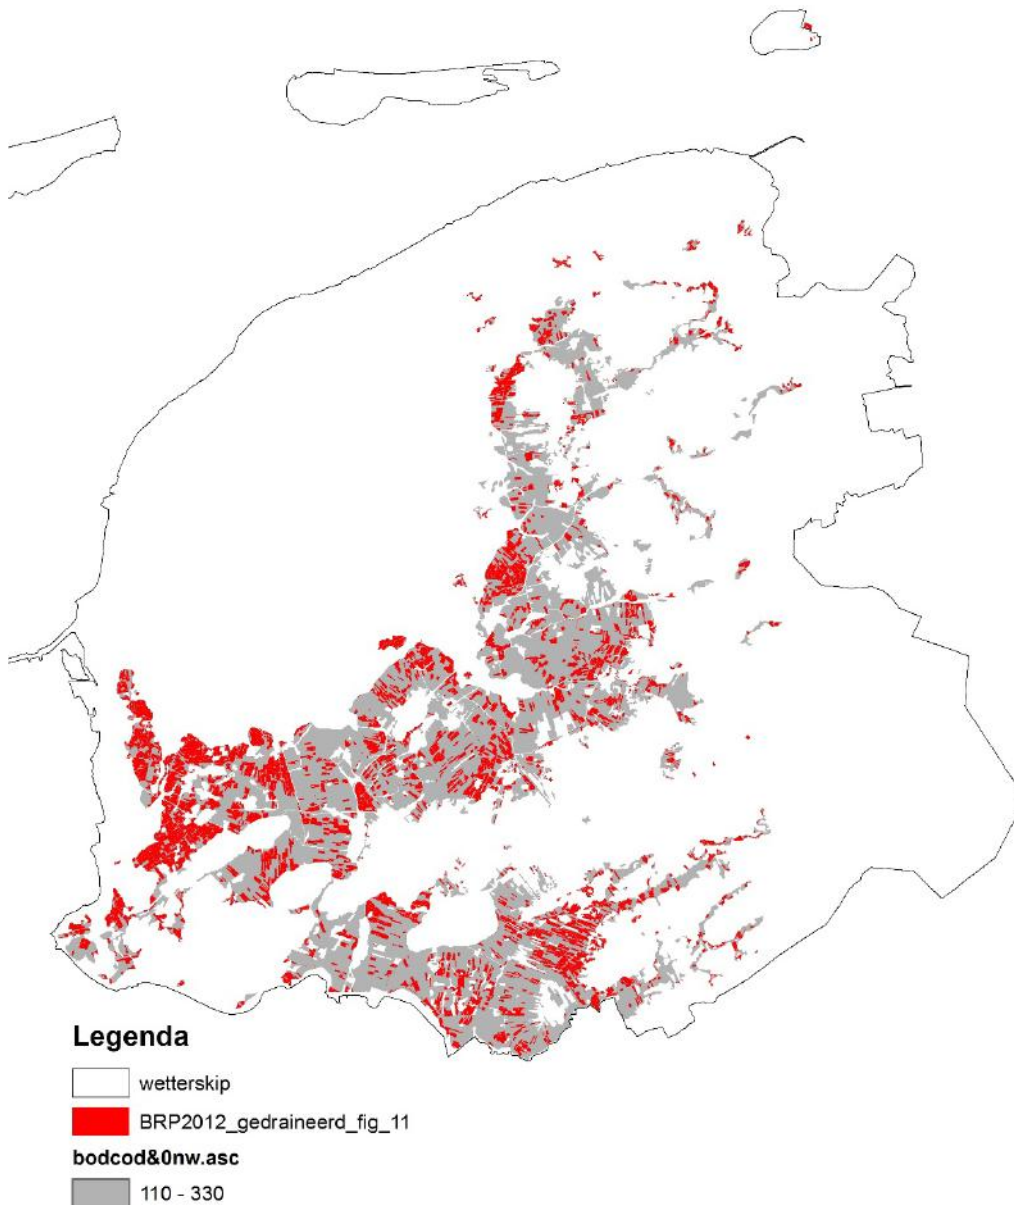 Legenda
wetterskip
BRP2012_gedraineerd_fig_11
bodcod&0nw.asc
110 - 330